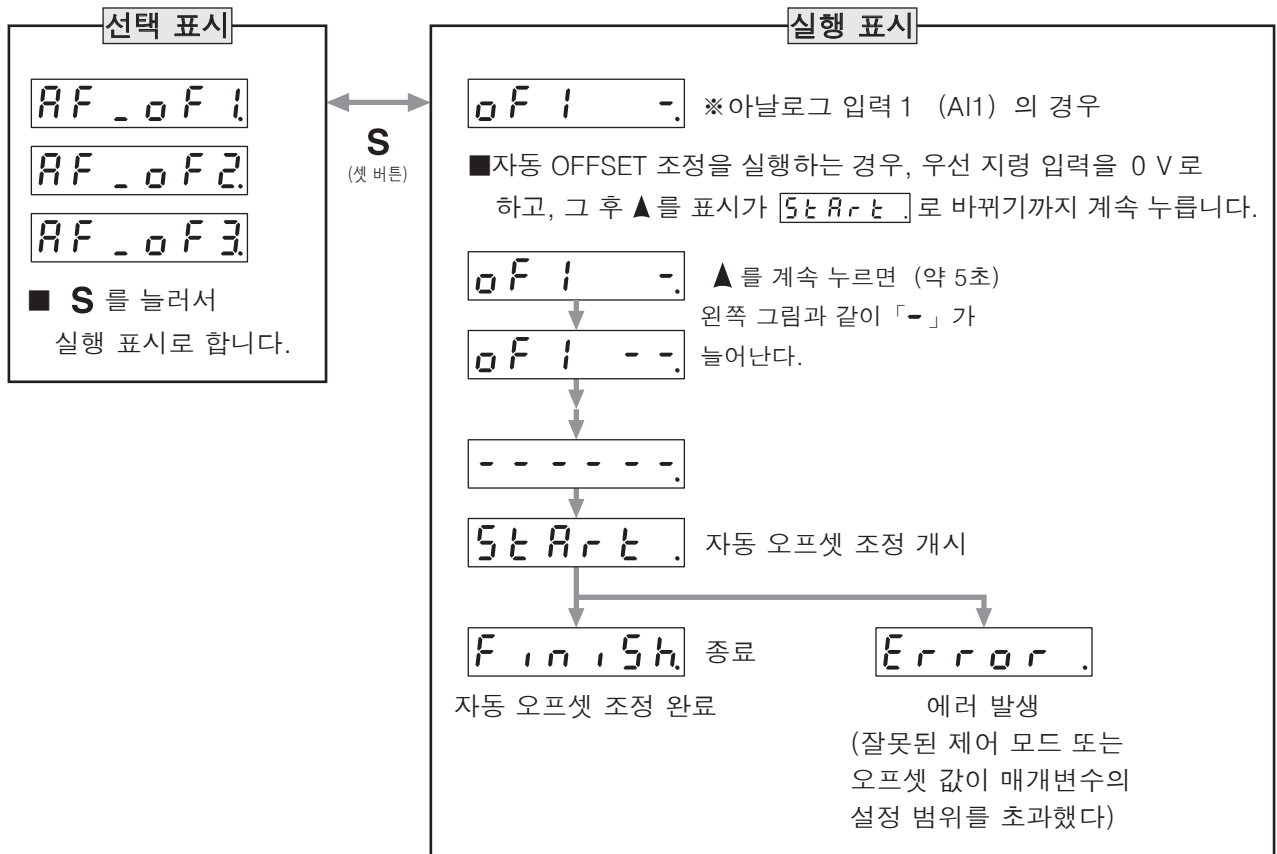 선택 표시
AF_oF1.
AF_oF2.
AF_oF3.
■ S 를 눌러서
실행 표시로 합니다.
S
(셋 버튼)
실행 표시
oF1 -.
※아날로그 입력 1 (AI1) 의 경우
■자동 OFFSET 조정을 실행하는 경우, 우선 지령 입력을 0 V 로
하고, 그 후 ▲ 를 표시가 StArt . 로 바뀌기까지 계속 누릅니다.
oF1 -.
▲ 를 계속 누르면 (약 5초)
왼쪽 그림과 같이「-」가
늘어난다.
oF1 --.
------.
StArt .
자동 오프셋 조정 개시
FiniSh.
종료
자동 오프셋 조정 완료
Error .
에러 발생
(잘못된 제어 모드 또는
오프셋 값이 매개변수의
설정 범위를 초과했다)